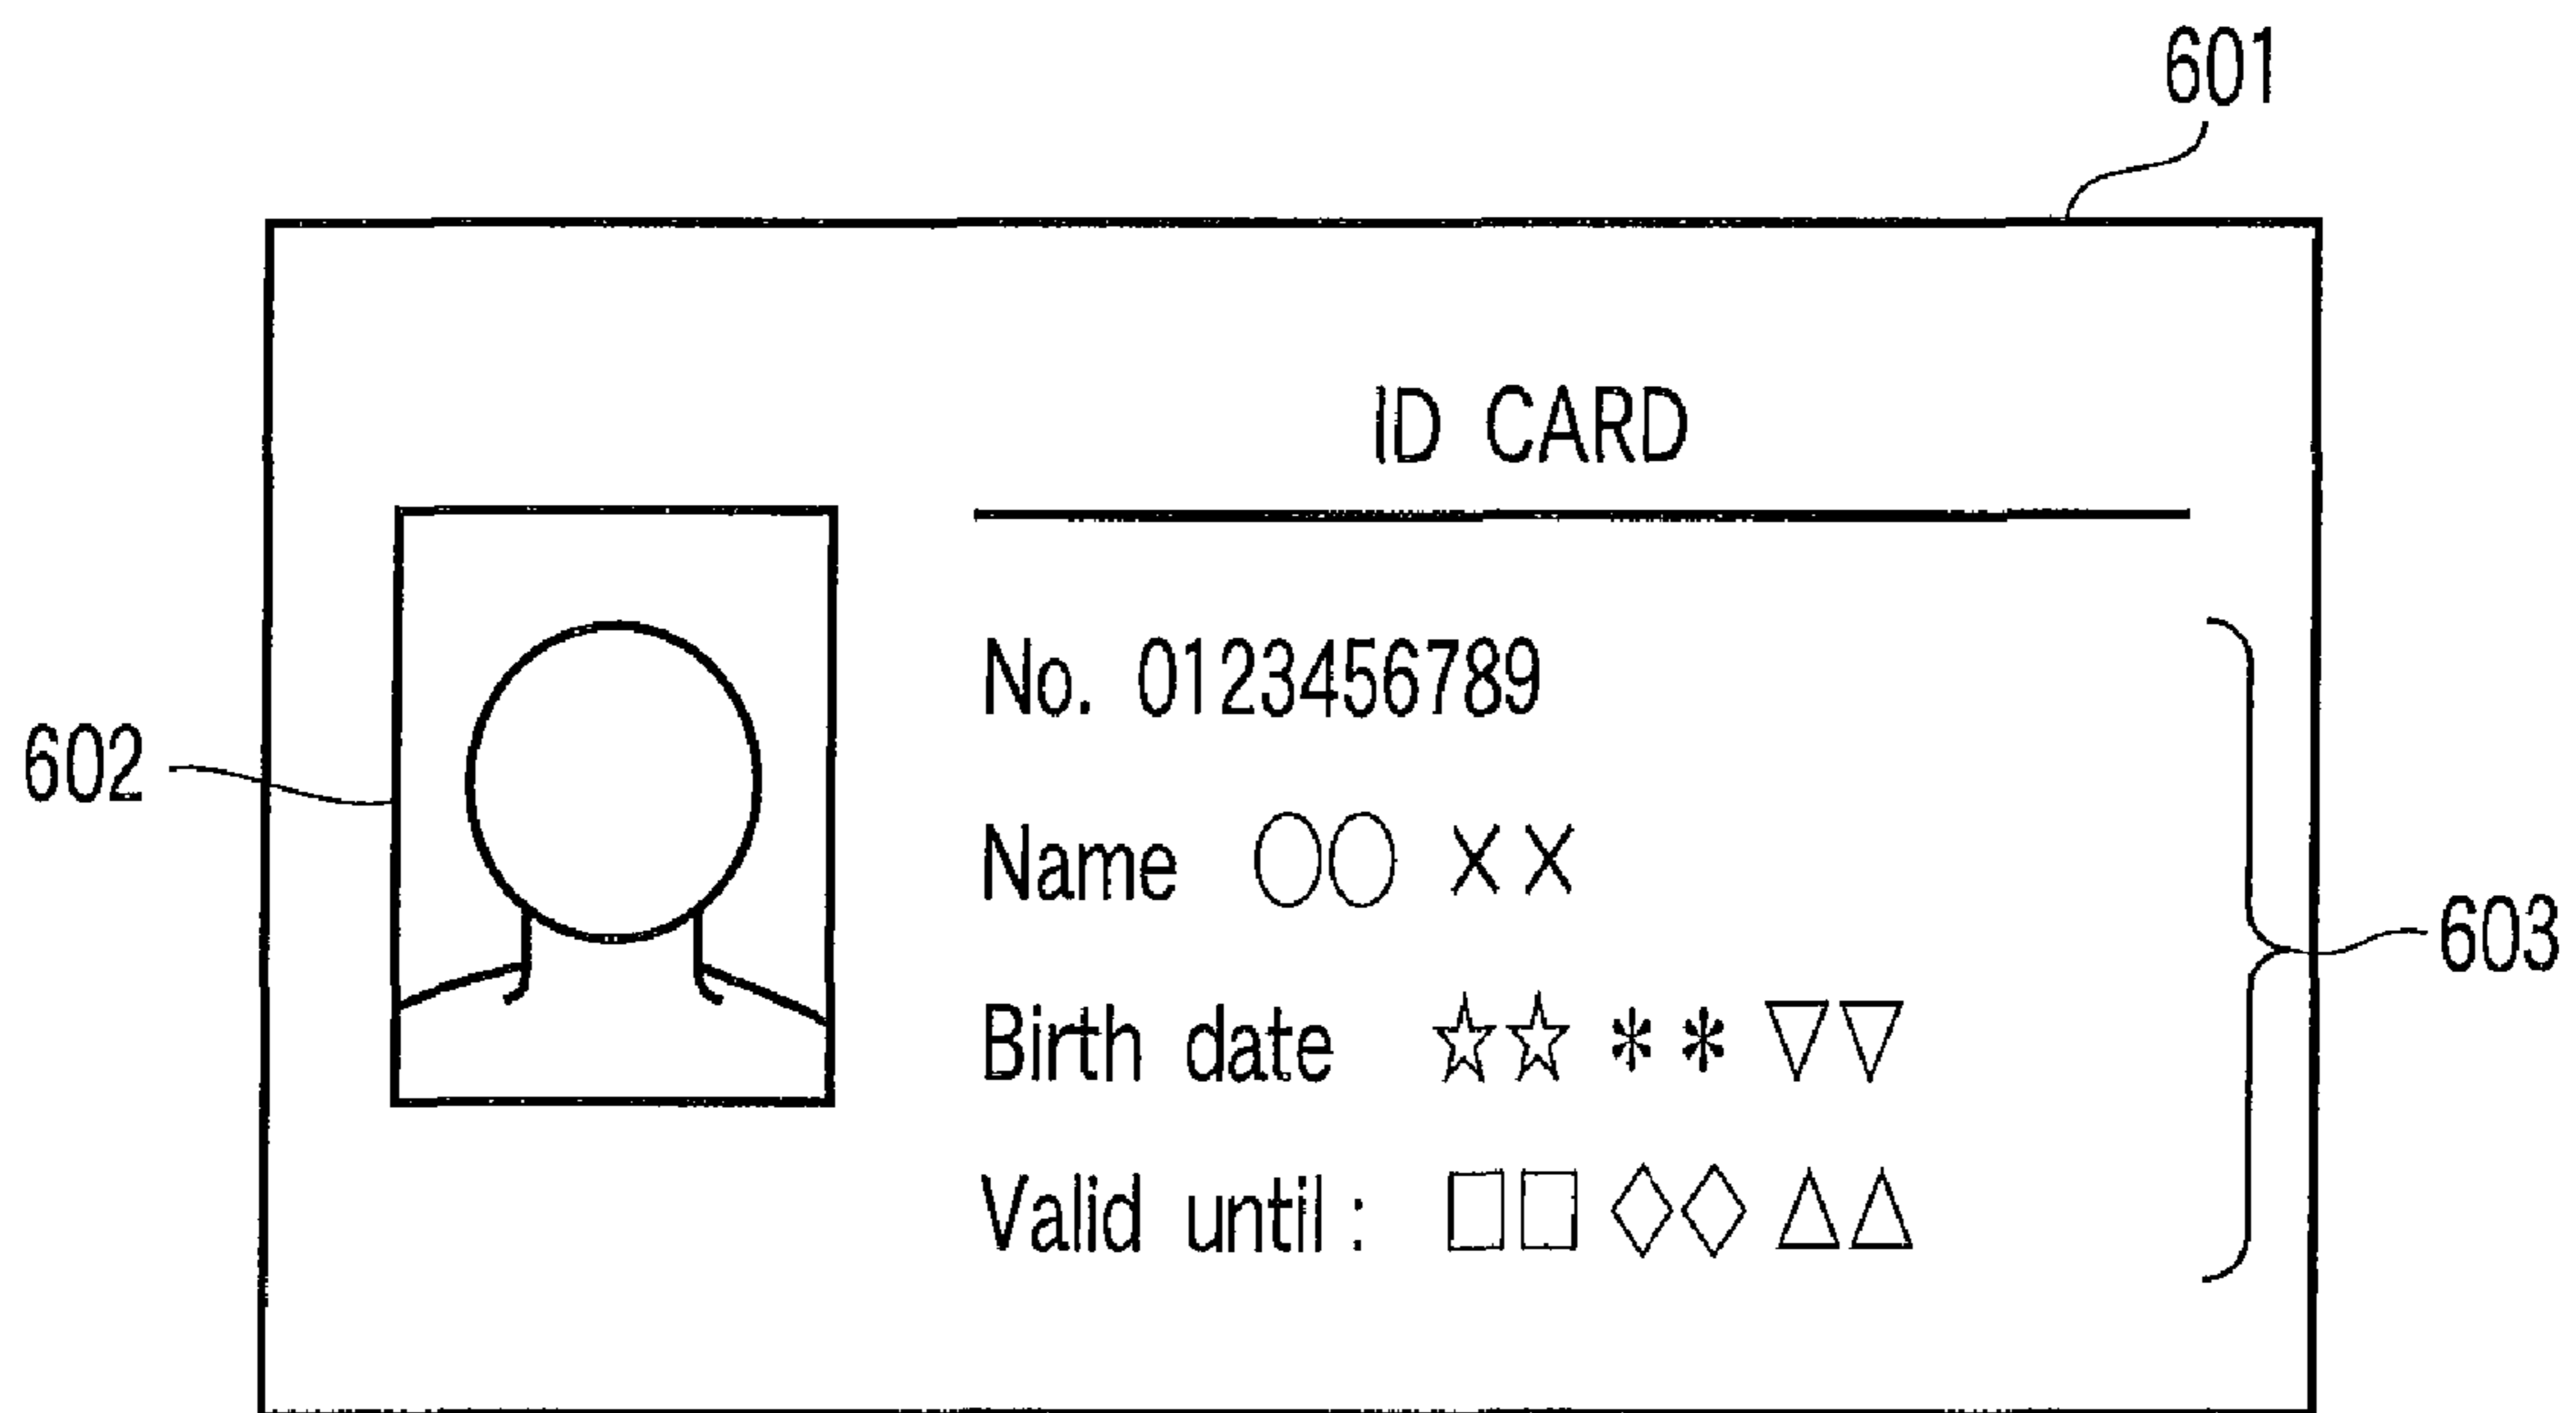 601
ID CARD
No. 0123456789
602
Name ○○ ××
Birth date ☆☆ ** ▽▽
603
Valid until : □□ ◇◇ △△